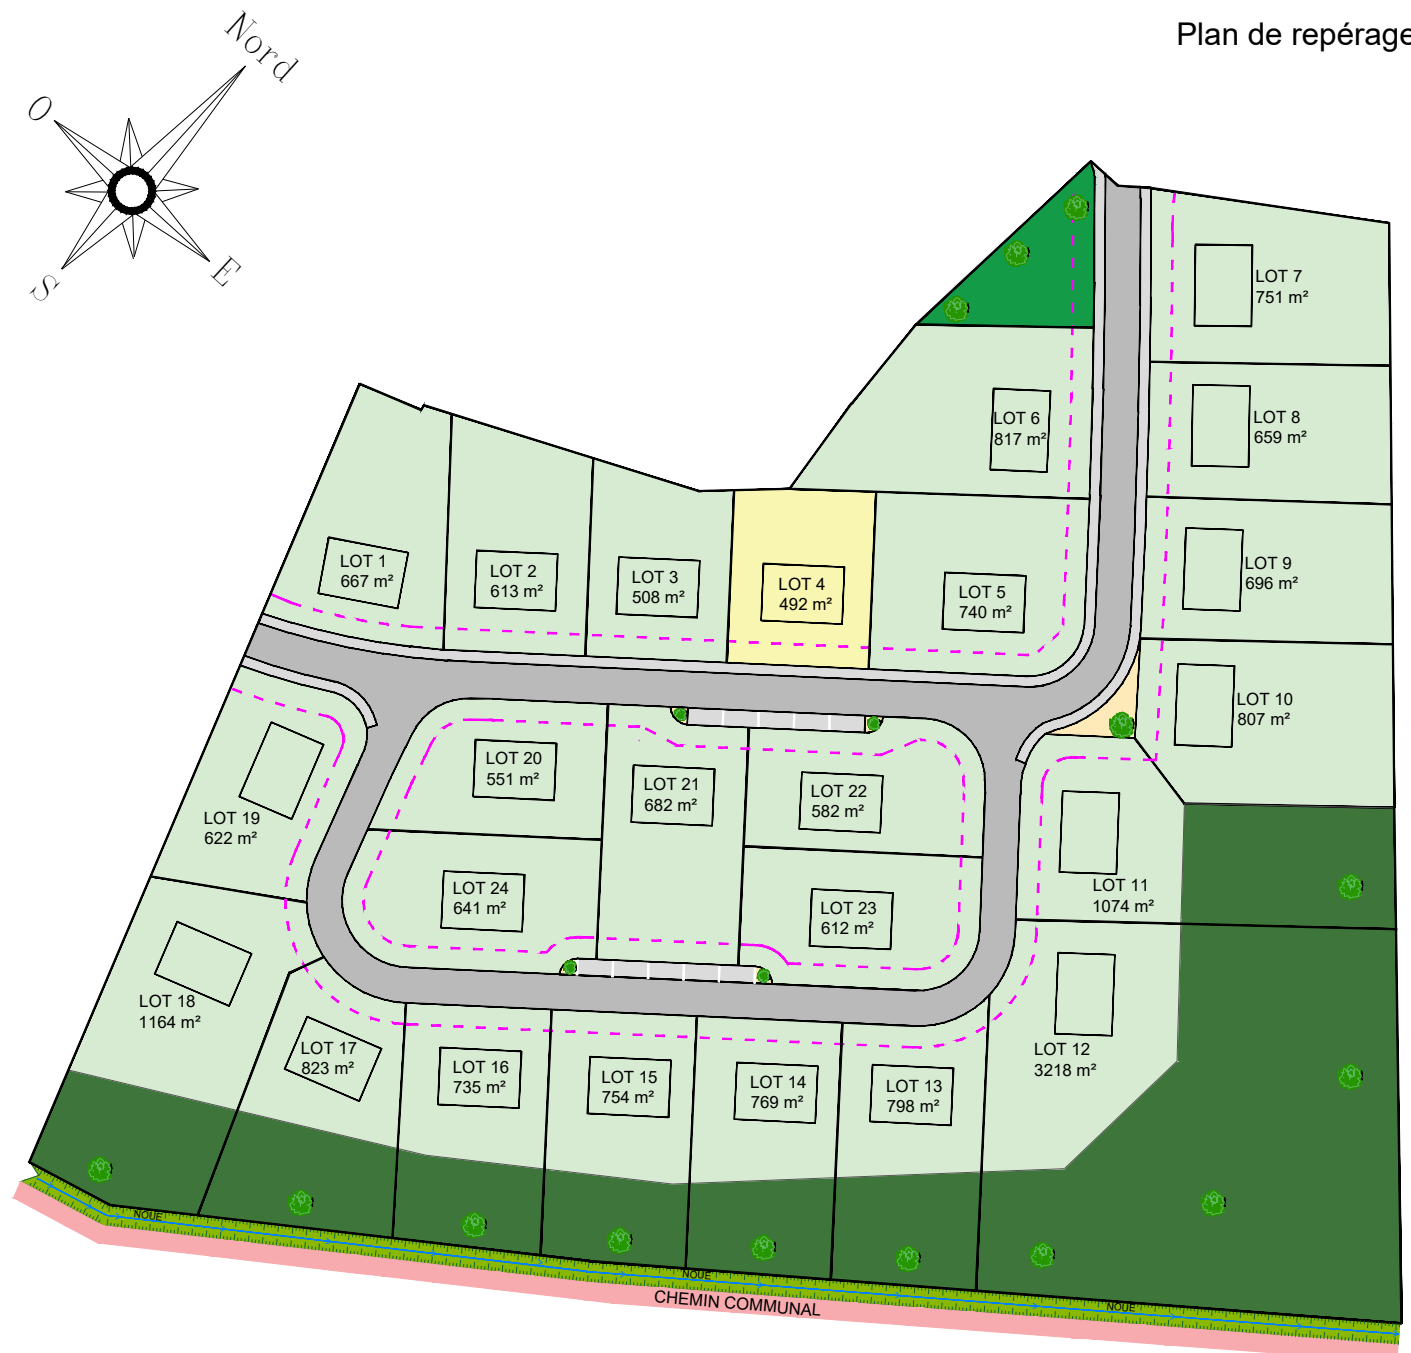 Plan de repérage
Nord
O
S
E
LOT 7
751 m²
LOT 6
817 m²
LOT 8
659 m²
LOT 1
667 m²
LOT 2
613 m²
LOT 3
508 m²
LOT 4
492 m²
LOT 5
740 m²
LOT 9
696 m²
LOT 10
807 m²
LOT 19
622 m²
LOT 20
551 m²
LOT 21
682 m²
LOT 22
582 m²
LOT 24
641 m²
LOT 23
612 m²
LOT 11
1074 m²
LOT 18
1164 m²
LOT 17
823 m²
LOT 16
735 m²
LOT 15
754 m²
LOT 14
769 m²
LOT 13
798 m²
LOT 12
3218 m²
NOUE
NOUE
NOUE
CHEMIN COMMUNAL